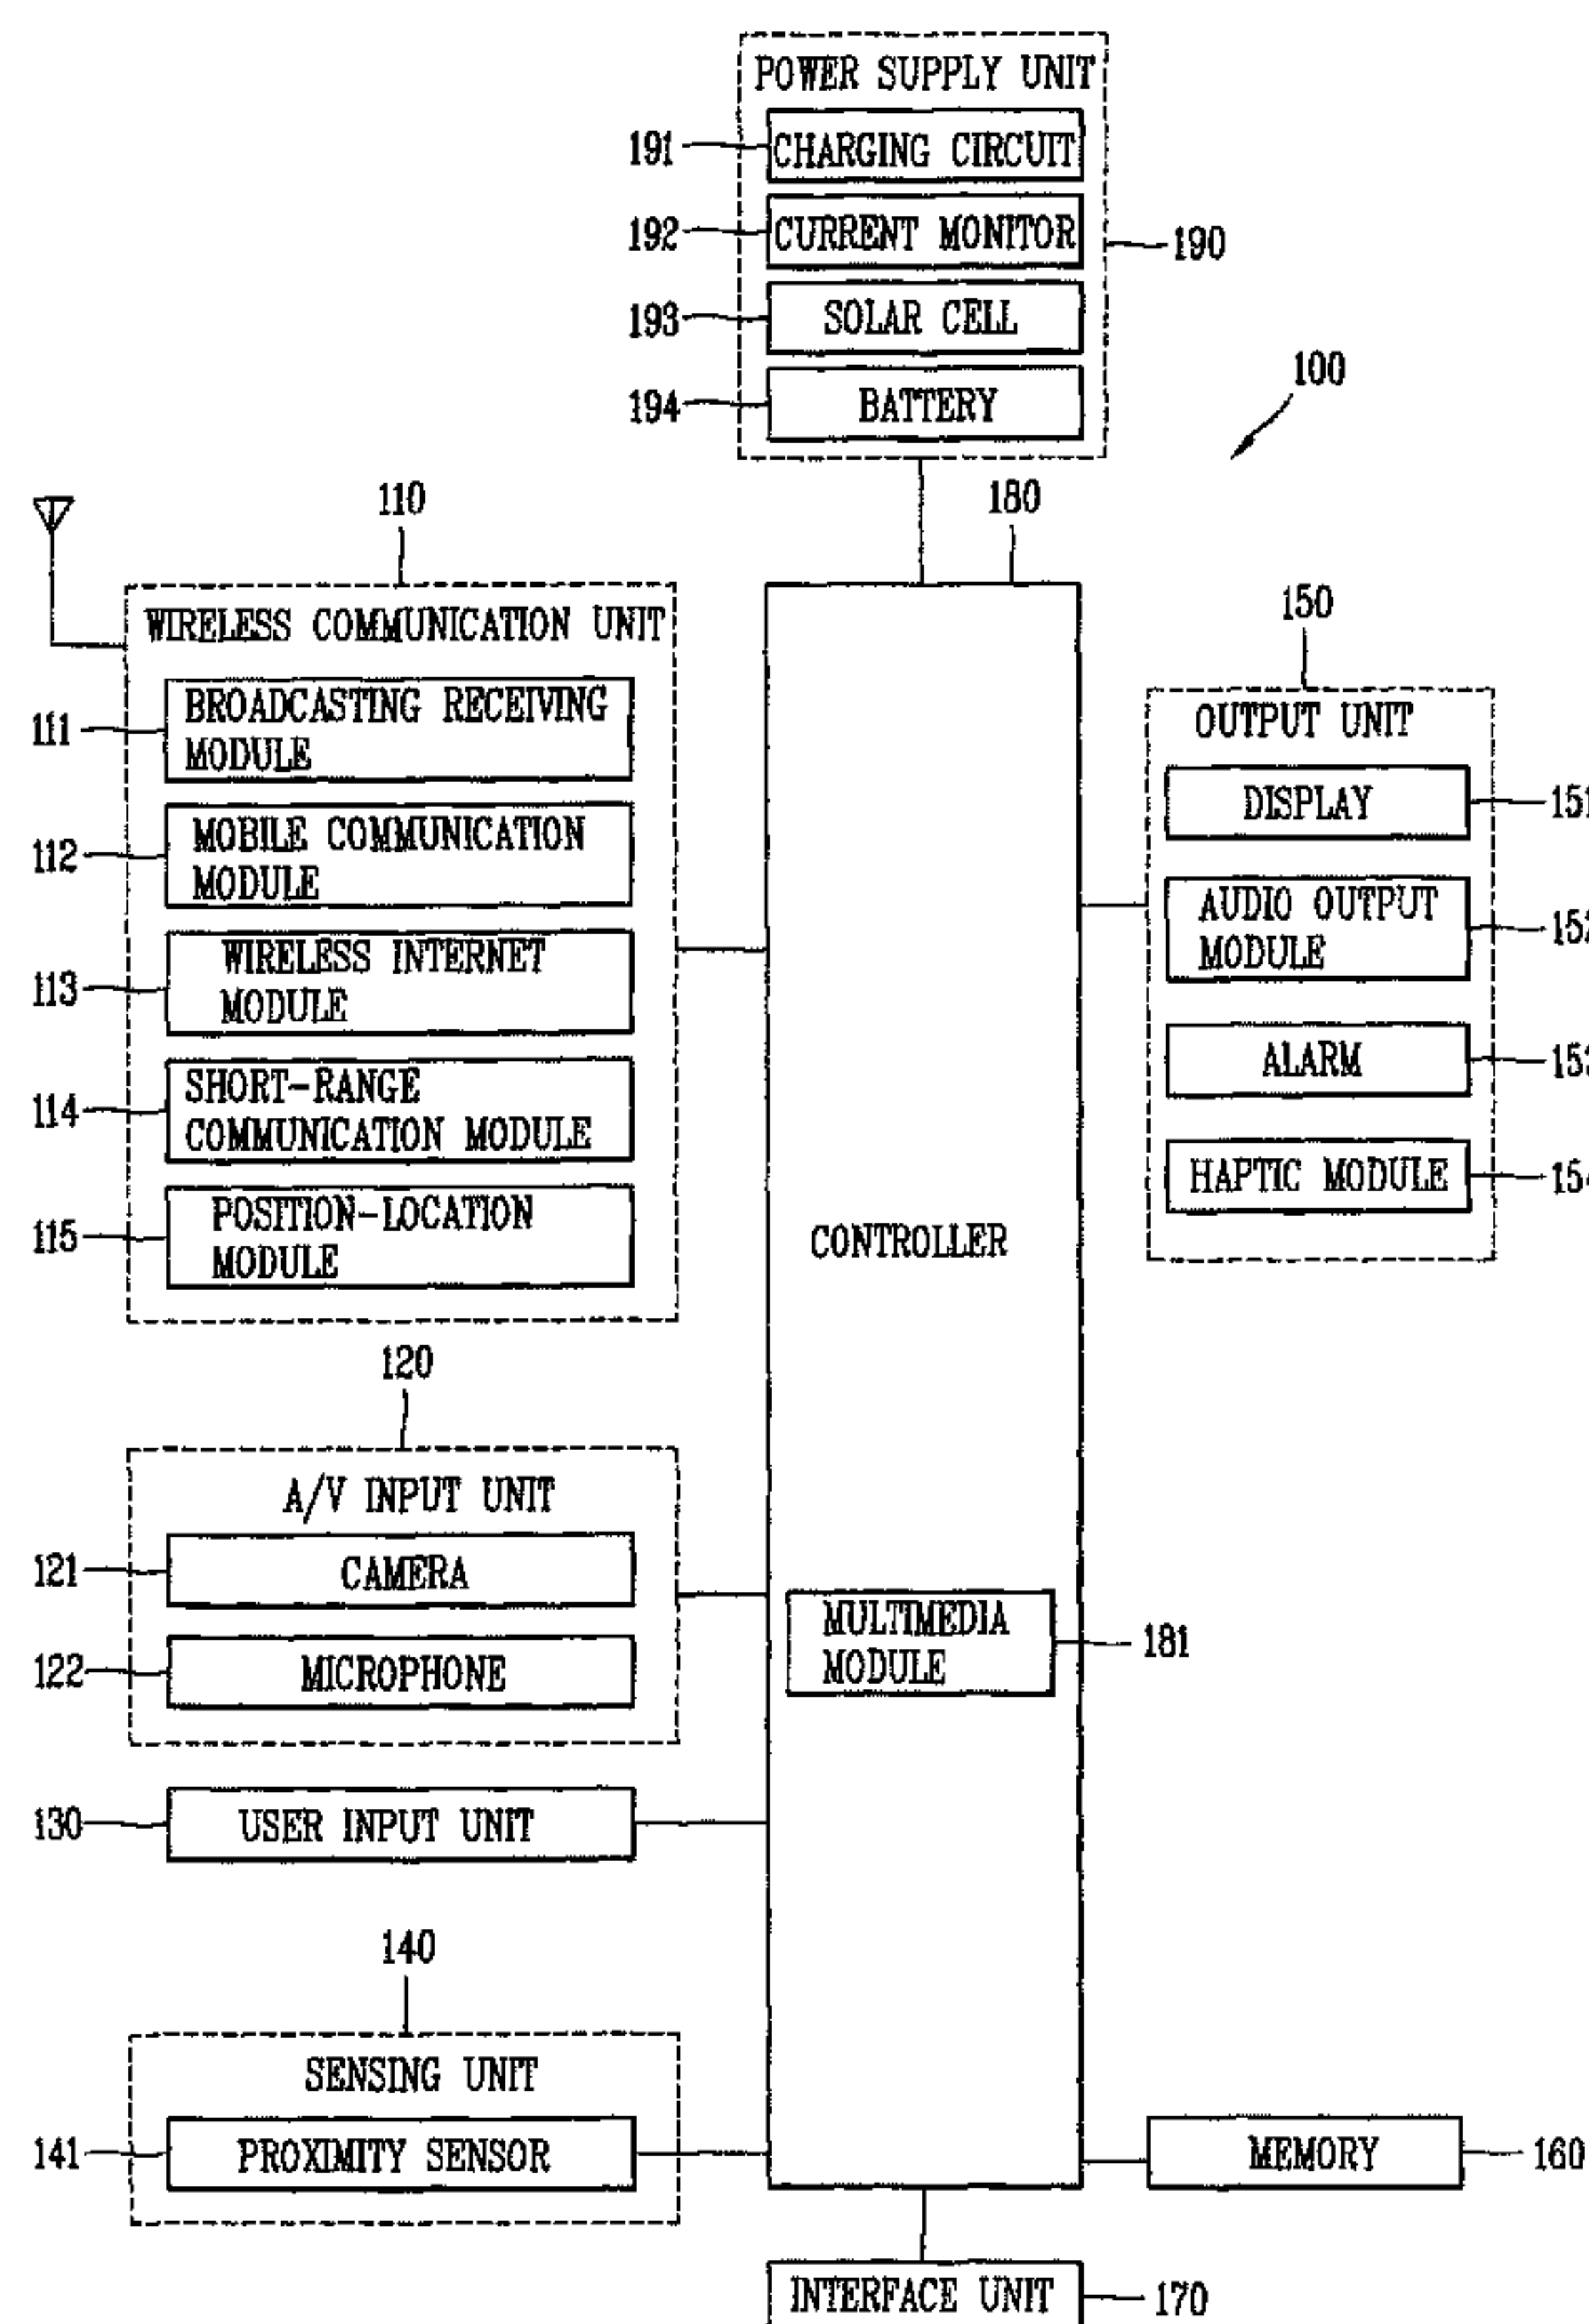 POWER SUPPLY UNIT
191
CHARGING CIRCUIT
192
CURRENT MONITOR
190
193
SOLAR CELL
194
BATTERY
100
110
180
WIRELESS COMMUNICATION UNIT
111
BROADCASTING RECEIVING
MODULE
112
MOBILE COMMUNICATION
MODULE
113
WIRELESS INTERNET
MODULE
114
SHORT-RANGE
COMMUNICATION MODULE
115
POSITION-LOCATION
MODULE
150
OUTPUT UNIT
DISPLAY
151
AUDIO OUTPUT
MODULE
152
ALARM
153
HAPTIC MODULE
154
CONTROLLER
120
A/V INPUT UNIT
121
CAMERA
122
MICROPHONE
MULTIMEDIA
MODULE
181
130
USER INPUT UNIT
140
SENSING UNIT
141
PROXIMITY SENSOR
MEMORY
160
INTERFACE UNIT
170